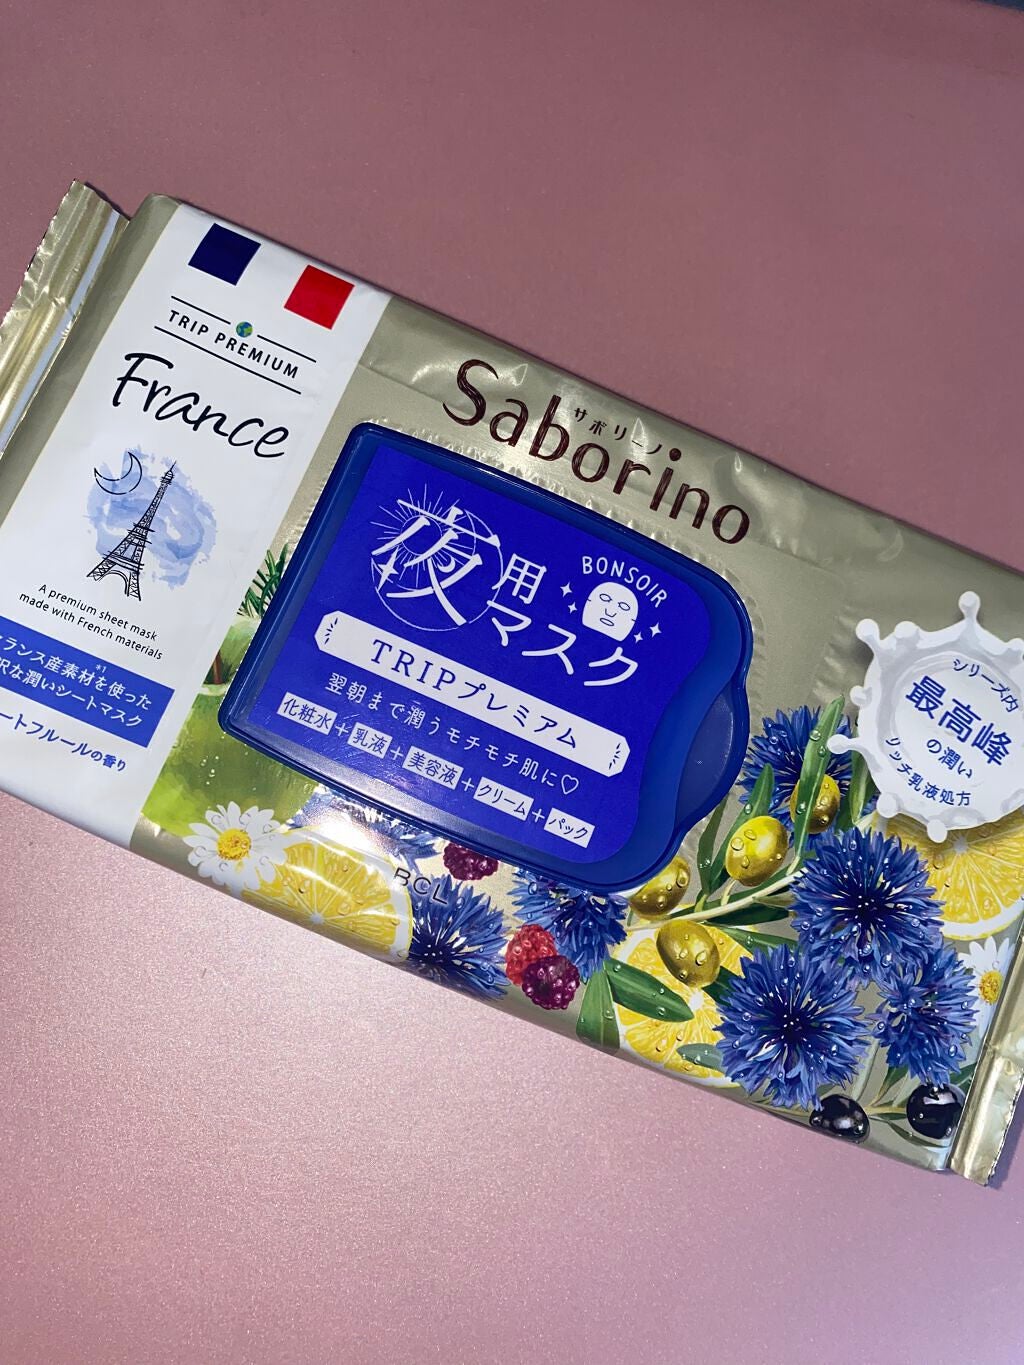 TRIP PREMIUM
France
A premium sheet mask
made with French materials
ランス産素材を使った
*1
沢な潤いシートマスク
ートフルールの香り
Saborino
サボリーノ
夜用
マスク
BONSOIR
TRIPプレミアム
翌朝まで潤うモチモチ肌に♡
化粧水+乳液+美容液+クリーム+パック
BCL
シリーズ内
最高峰
の潤い
リッチ乳液処方